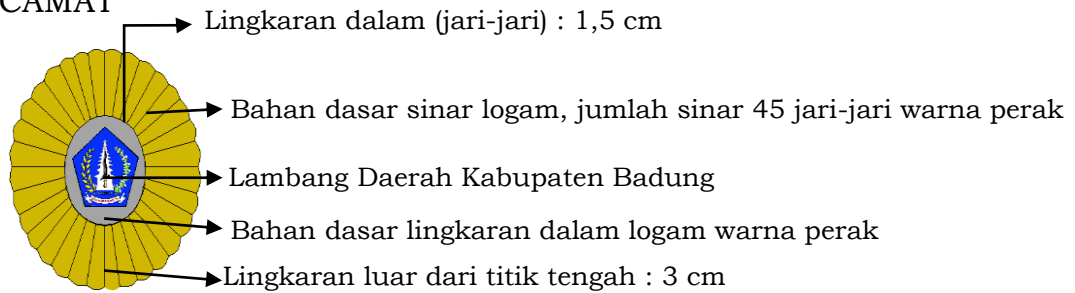 CAMAT
Lingkaran dalam (jari-jari) : 1,5 cm
Bahan dasar sinar logam, jumlah sinar 45 jari-jari warna perak
Lambang Daerah Kabupaten Badung
Bahan dasar lingkaran dalam logam warna perak
Lingkaran luar dari titik tengah : 3 cm